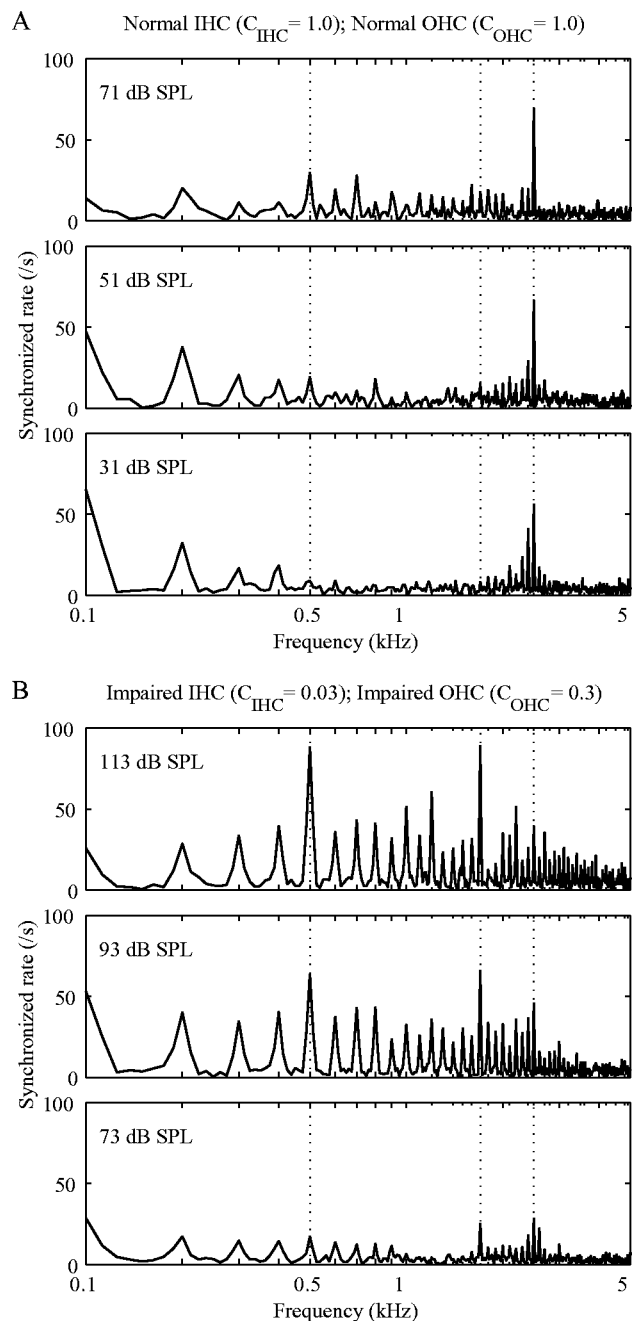 A
Normal IHC (C_IHC = 1.0); Normal OHC (C_OHC = 1.0)
100
71 dB SPL
50
0
100
51 dB SPL
50
0
Synchronized rate (/s)
100
31 dB SPL
50
0
0.1
0.5
1
5
Frequency (kHz)
B
Impaired IHC (C_IHC = 0.03); Impaired OHC (C_OHC = 0.3)
100
113 dB SPL
50
0
100
93 dB SPL
50
0
Synchronized rate (/s)
100
73 dB SPL
50
0
0.1
0.5
1
5
Frequency (kHz)